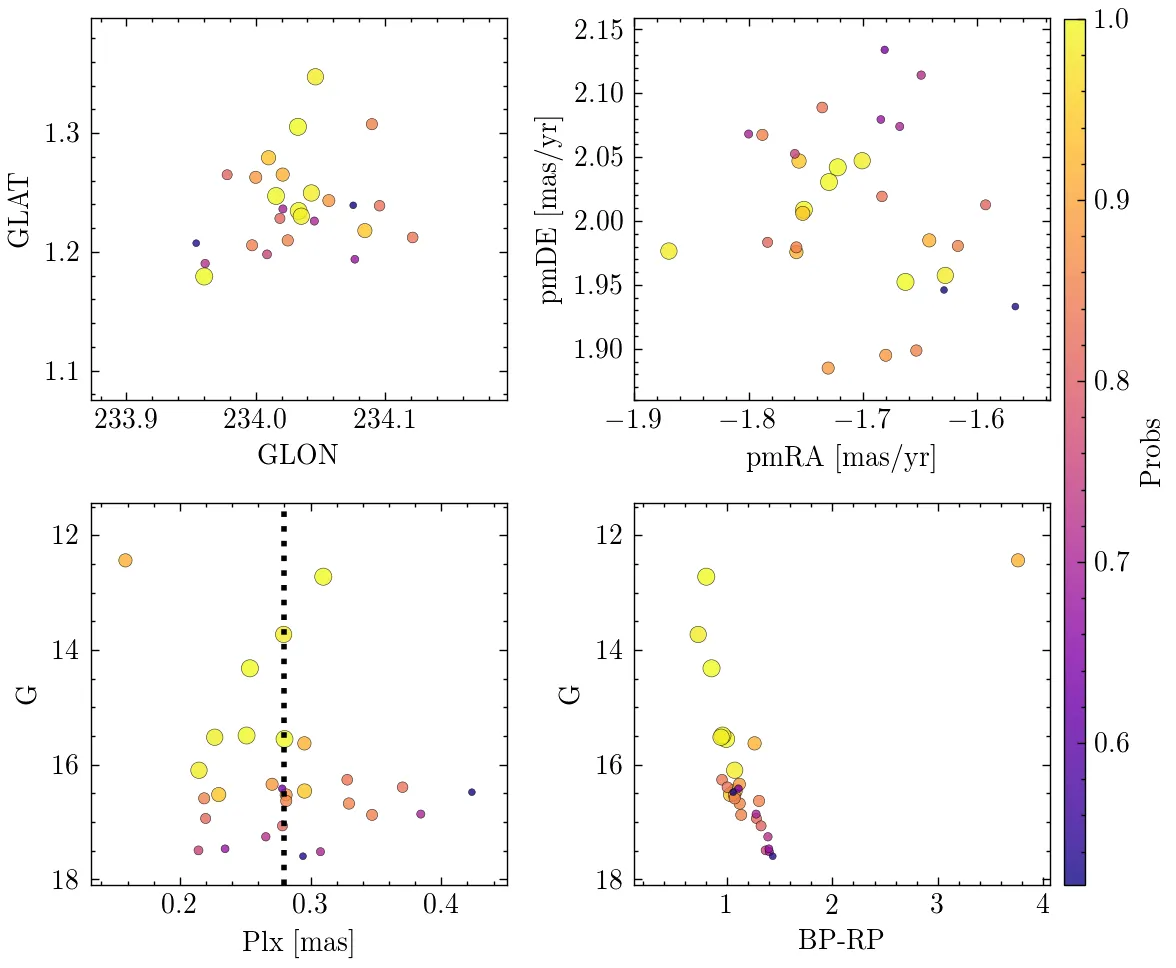 1.3
1.2
1.1
GLAT
233.9 234.0 234.1
GLON
2.15
2.10
2.05
2.00
1.95
1.90
pmDE [mas/yr]
−1.9 −1.8 −1.7 −1.6
pmRA [mas/yr]
1.0
0.9
0.8
0.7
0.6
Probs
12
14
16
18
G
0.2 0.3 0.4
Plx [mas]
12
14
16
18
G
1 2 3 4
BP-RP